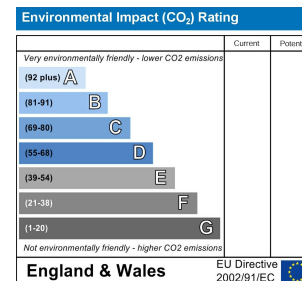 Environmental Impact (CO2) Rating
Current Potent
Very environmentally friendly - lower CO2 emissions
(92 plus) A
(81-91) B
(69-80) C
(55-68) D
(39-54) E
(21-38) F
(1-20) G
Not environmentally friendly - higher CO2 emissions
England & Wales
EU Directive
2002/91/EC